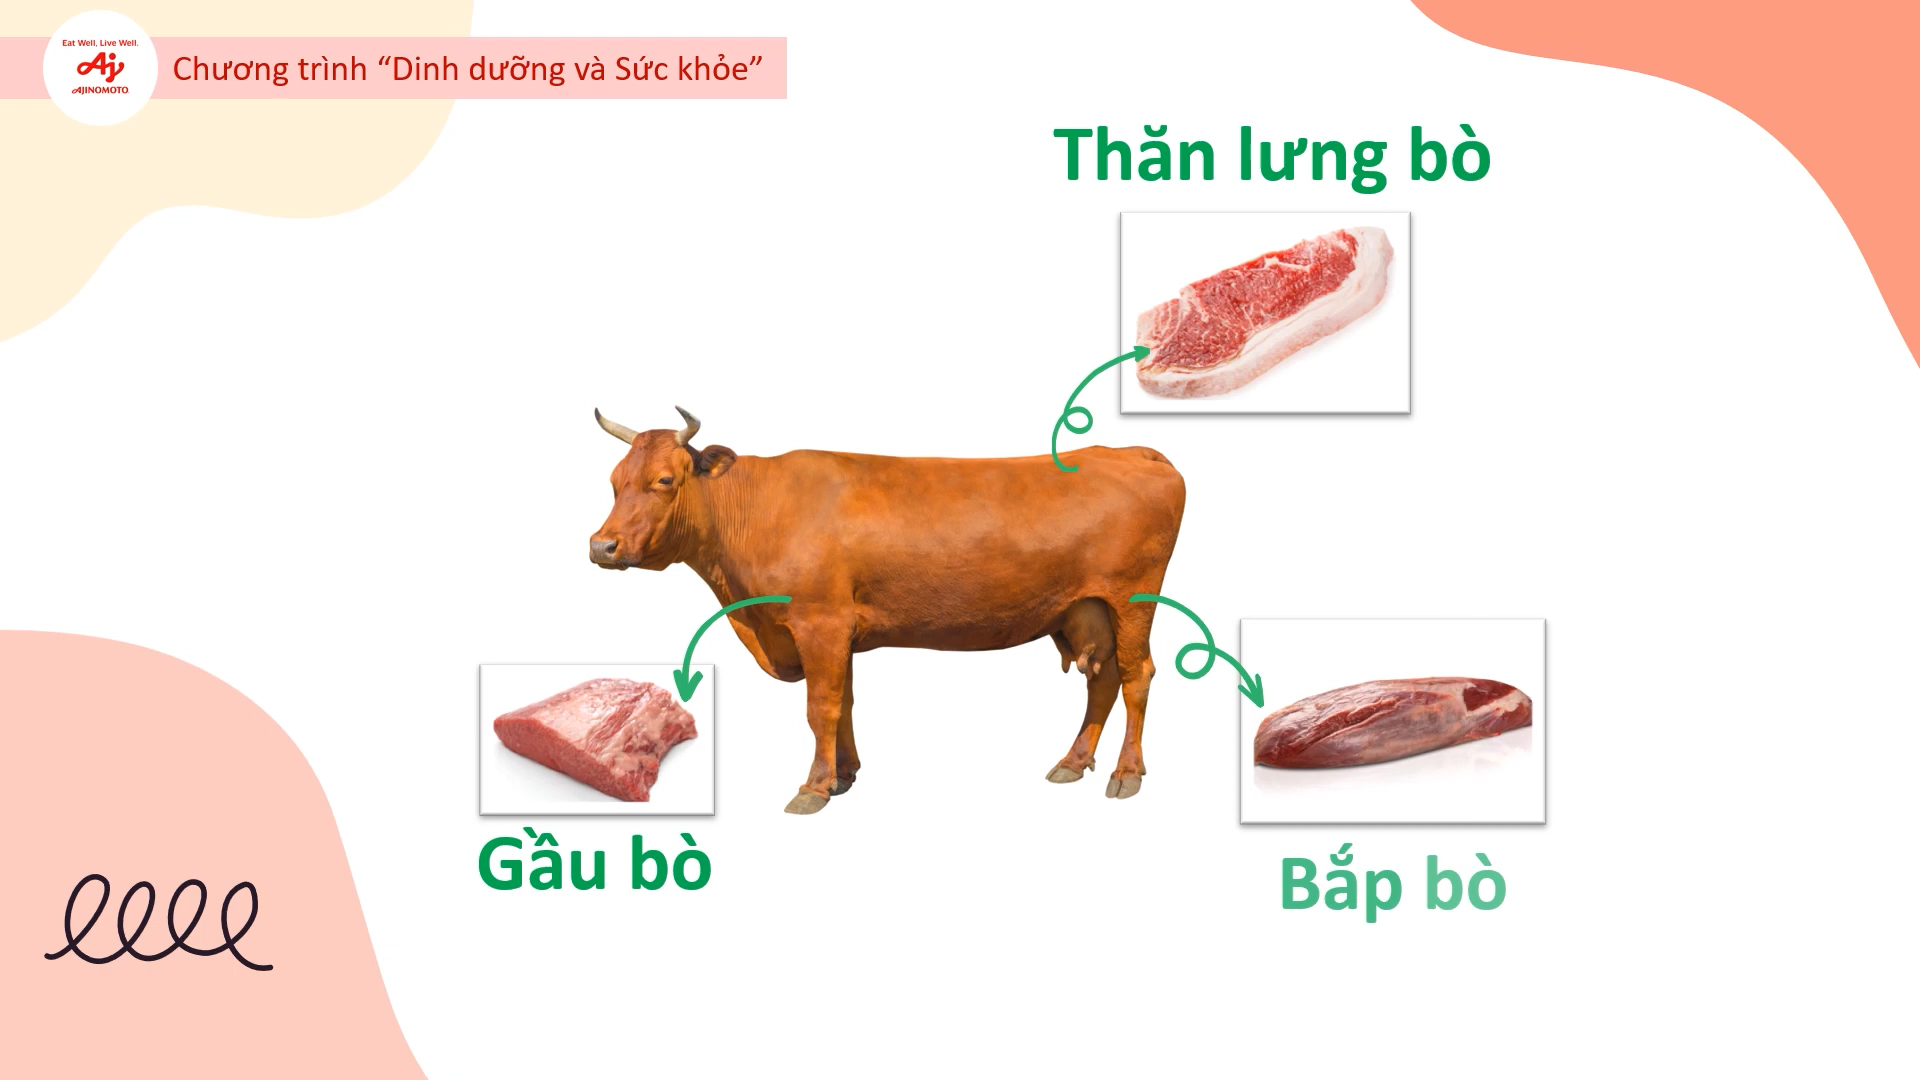 Eat Well, Live Well.
AJINOMOTO
Chương trình “Dinh dưỡng và Sức khỏe”
Thăn lưng bò
Gầu bò
Bắp bò